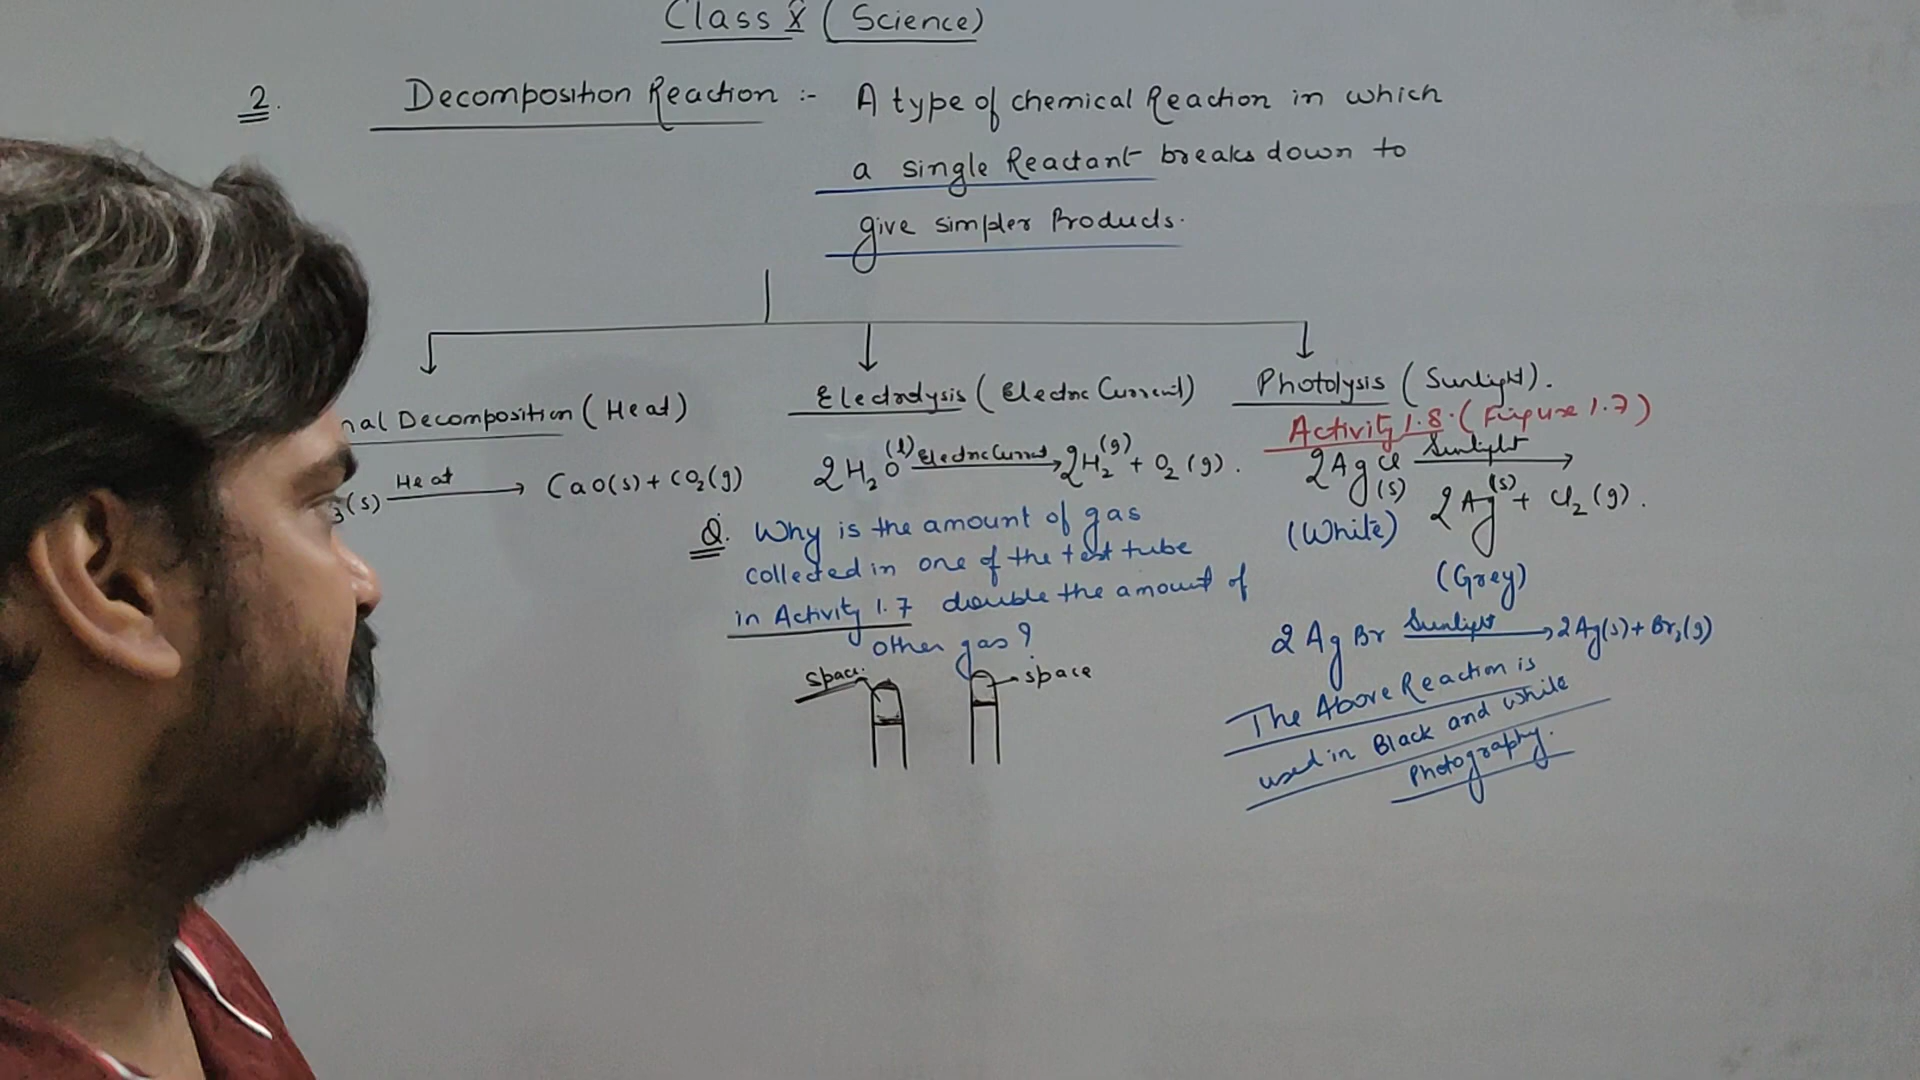 Class X (Science)
2. Decomposition Reaction :- A type of chemical Reaction in which
a single Reactant breaks down to
give simpler Products.
nal Decomposition (Heat)
3(s) Heat → CaO(s) + CO2(g)
Electrolysis (Electric Current)
2H2O(l) Electric Current → 2H2(g) + O2(g).
Q. Why is the amount of gas
collected in one of the test tube
in Activity 1.7 double the amount of
other gas?
space
space
Photolysis (Sunlight).
Activity 1.8. (Figure 1.7)
2AgCl(s) Sunlight →
2Ag(s) + Cl2(g).
(White)
(Grey)
2AgBr Sunlight → 2Ag(s) + Br2(g)
The Above Reaction is
used in Black and while
Photography.